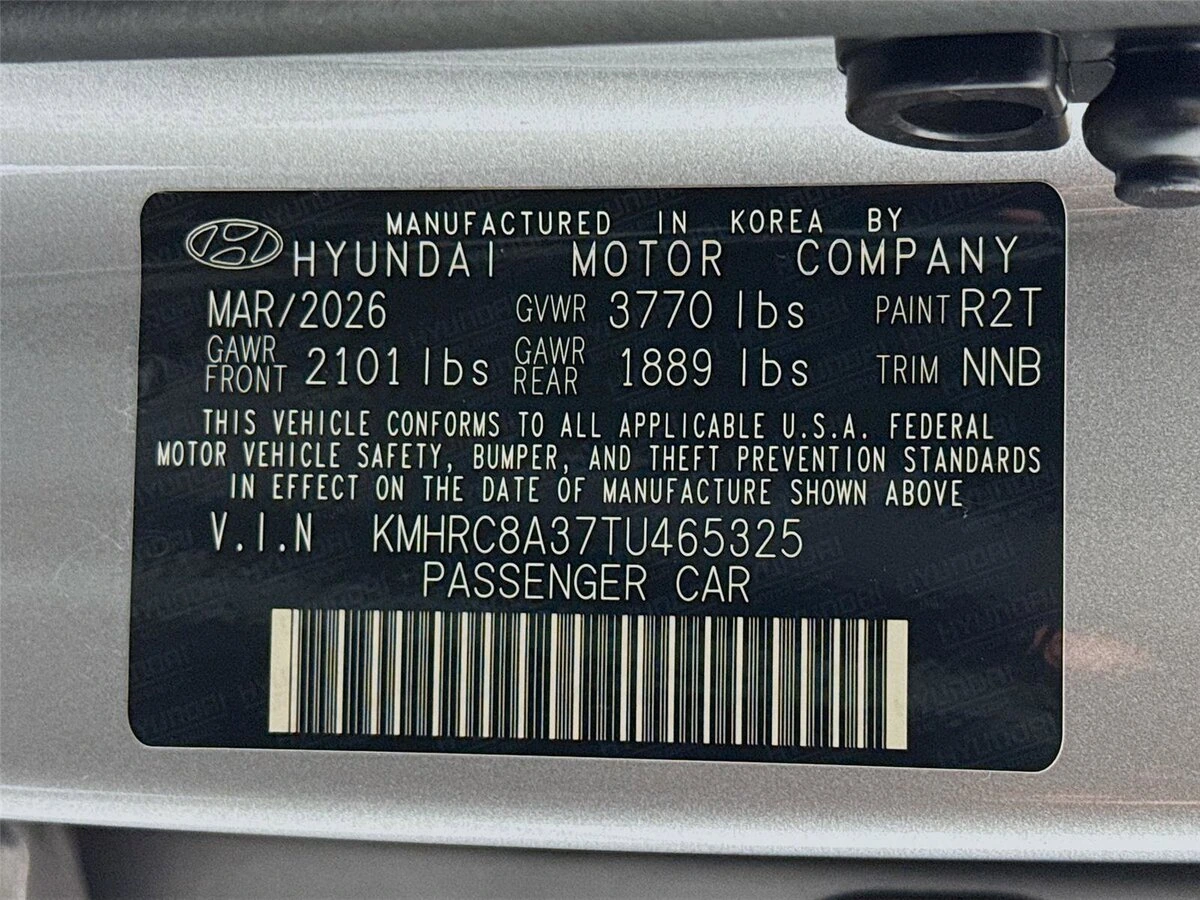 MANUFACTURED IN KOREA BY
HYUNDAI MOTOR COMPANY
MAR/2026 GVWR 3770 lbs PAINT R2T
GAWR FRONT 2101 lbs GAWR REAR 1889 lbs TRIM NNB
THIS VEHICLE CONFORMS TO ALL APPLICABLE U.S.A. FEDERAL
MOTOR VEHICLE SAFETY, BUMPER, AND THEFT PREVENTION STANDARDS
IN EFFECT ON THE DATE OF MANUFACTURE SHOWN ABOVE
V.I.N KMHRC8A37TU465325
PASSENGER CAR